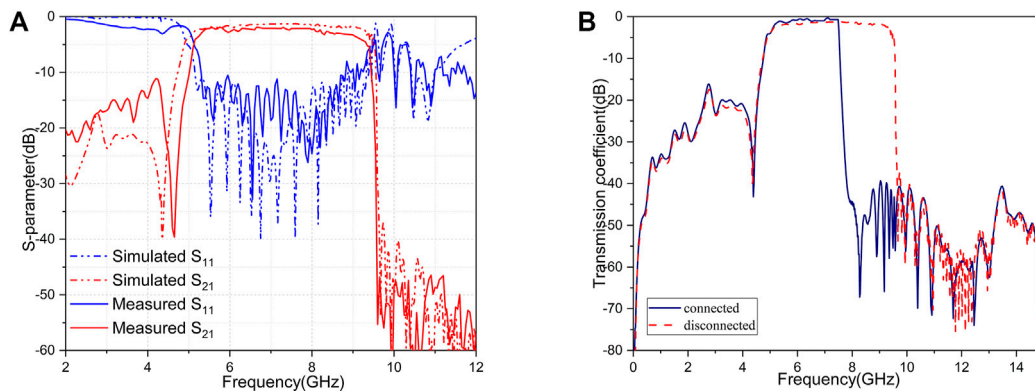 A
0
-10
-20
-30
-40
-50
-60
S-parameter(dB)
Simulated S11
Simulated S21
Measured S11
Measured S21
2 4 6 8 10 12
Frequency(GHz)
B
0
-10
-20
-30
-40
-50
-60
-70
-80
Transmission coefficient(dB)
connected
disconnected
0 2 4 6 8 10 12 14
Frequency(GHz)